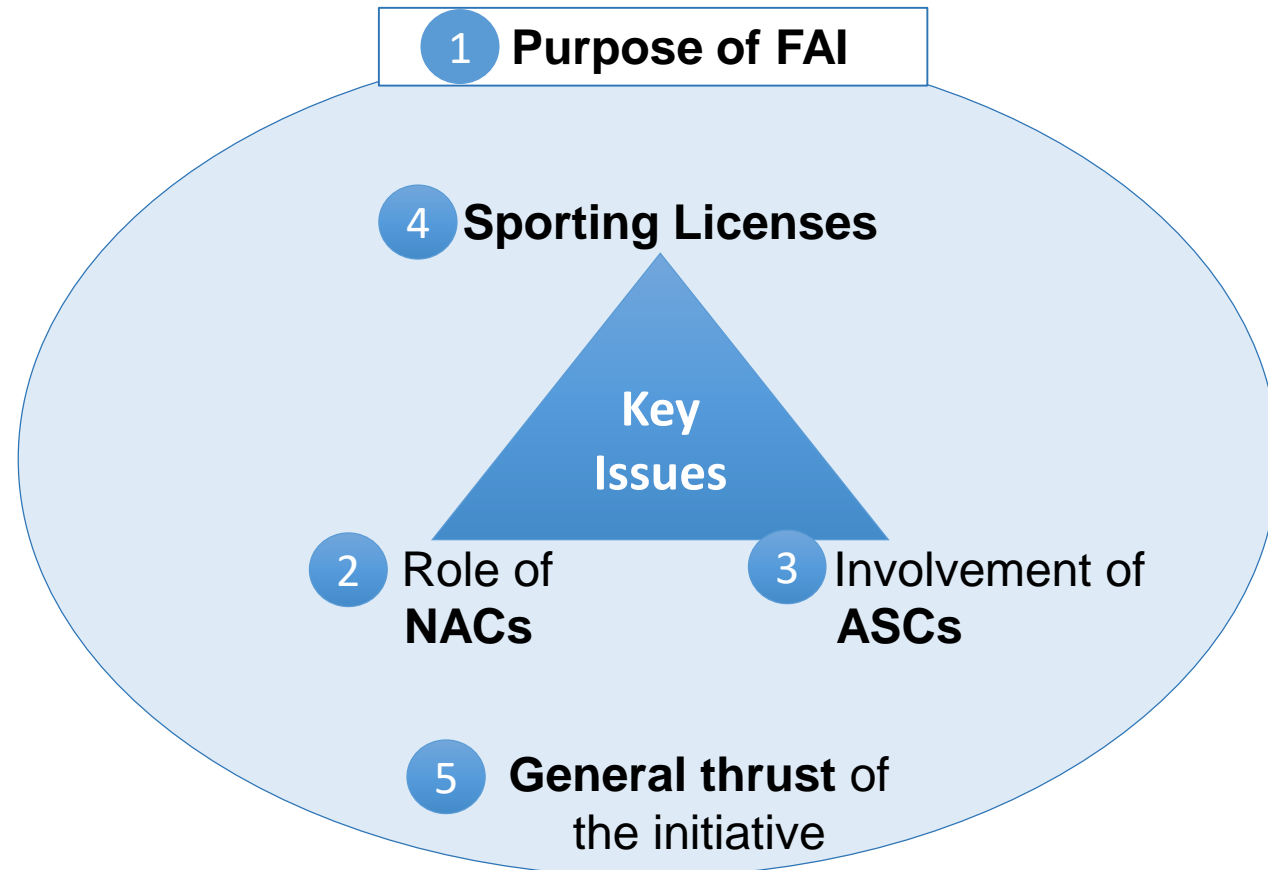 1 Purpose of FAI
4 Sporting Licenses
Key
Issues
2 Role of
NACs
3 Involvement of
ASCs
5 General thrust of
the initiative